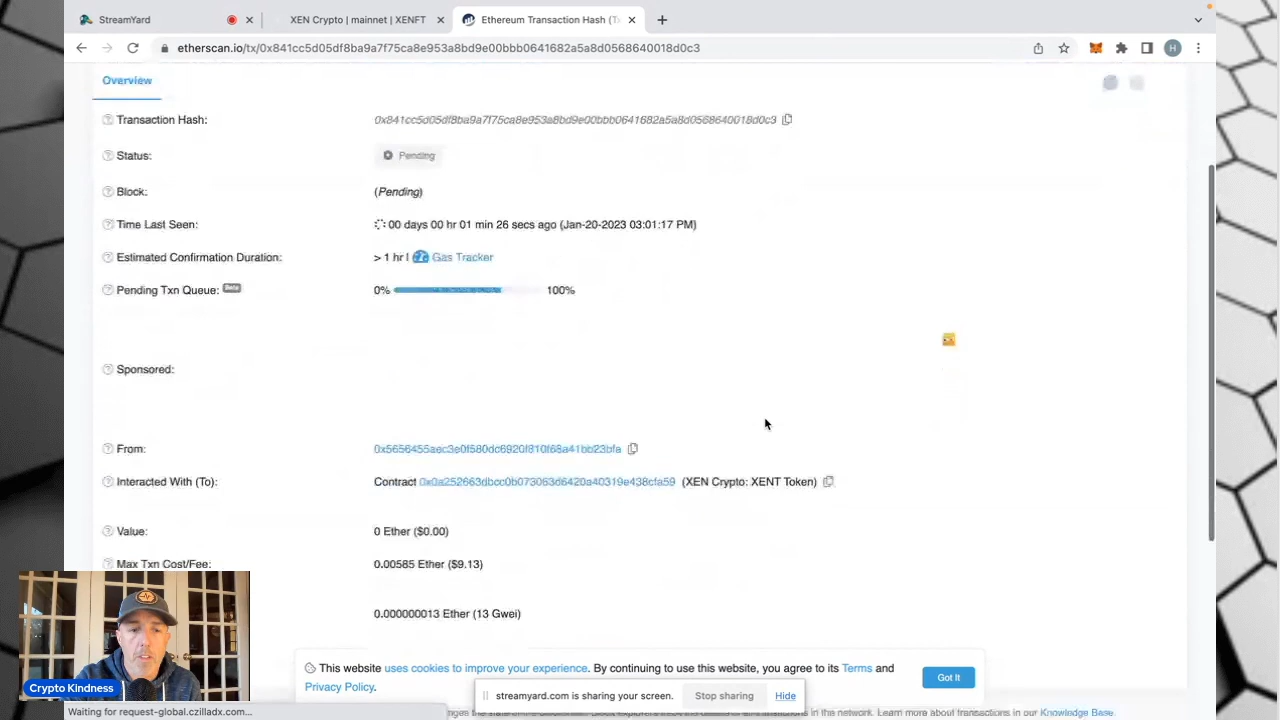 StreamYard
XEN Crypto | mainnet | XENFT
Ethereum Transaction Hash (Tx
etherscan.io/tx/0x841cc5d05df8ba9a7f75ca8e953a8bd9e00bbb0641682a5a8d0568640018d0c3
H
Overview
Transaction Hash: 0x841cc5d05df8ba9a7f75ca8e953a8bd9e00bbb0641682a5a8d0568640018d0c3
Status: Pending
Block: (Pending)
Time Last Seen: 00 days 00 hr 01 min 26 secs ago (Jan-20-2023 03:01:17 PM)
Estimated Confirmation Duration: > 1 hr | Gas Tracker
Pending Txn Queue: Beta 0% 100%
Sponsored:
From: 0x5656455aec3e0f580dc6920f810f68a41bb23bfa
Interacted With (To): Contract 0x0a252663dbcc0b073063d6420a40319e438cfa59 (XEN Crypto: XENT Token)
Value: 0 Ether ($0.00)
Max Txn Cost/Fee: 0.00585 Ether ($9.13)
0.000000013 Ether (13 Gwei)
This website uses cookies to improve your experience. By continuing to use this website, you agree to its Terms and
Privacy Policy.
Got It
streamyard.com is sharing your screen. Stop sharing Hide
Crypto Kindness
Waiting for request-global.czilladx.com...
Learn more about transactions in our Knowledge Base